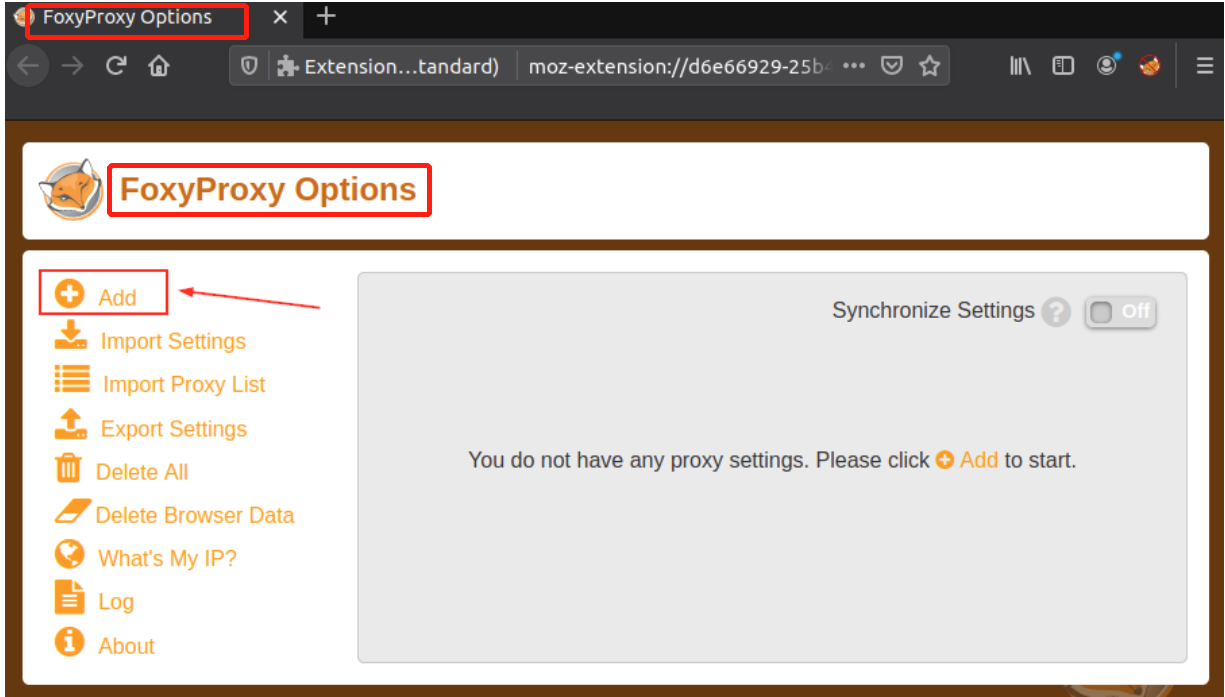 FoxyProxy Options
Extension...tandard) moz-extension://d6e66929-25b
FoxyProxy Options
Add
Import Settings
Import Proxy List
Export Settings
Delete All
Delete Browser Data
What's My IP?
Log
About
Synchronize Settings ? Off
You do not have any proxy settings. Please click Add to start.